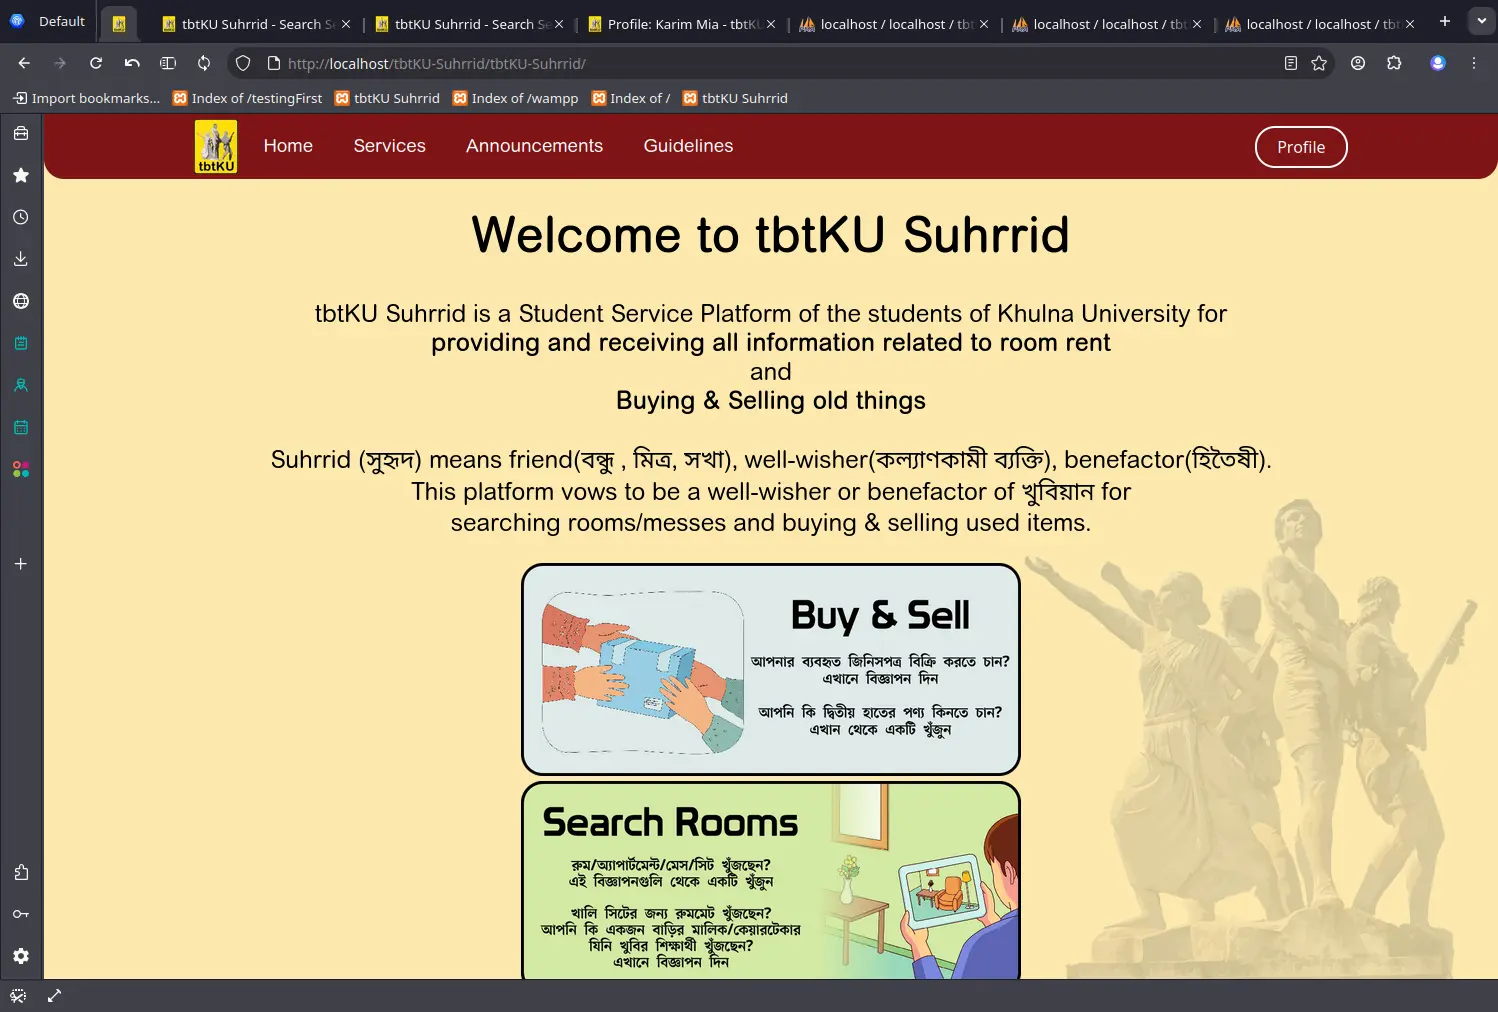 Default
tbtKU Suhrrid - Search Se
tbtKU Suhrrid - Search Se
Profile: Karim Mia - tbtKU
localhost / localhost / tbt
localhost / localhost / tbt
localhost / localhost / tbt
http://localhost/tbtKU-Suhrrid/tbtKU-Suhrrid/
Import bookmarks...
Index of /testingFirst
tbtKU Suhrrid
Index of /wampp
Index of /
tbtKU Suhrrid
tbtKU
Home
Services
Announcements
Guidelines
Profile
Welcome to tbtKU Suhrrid
tbtKU Suhrrid is a Student Service Platform of the students of Khulna University for
providing and receiving all information related to room rent
and
Buying & Selling old things
Suhrrid (সুহৃদ) means friend(বন্ধু , মিত্র, সখা), well-wisher(কল্যাণকামী ব্যক্তি), benefactor(হিতৈষী).
This platform vows to be a well-wisher or benefactor of খুবিয়ান for
searching rooms/messes and buying & selling used items.
Buy & Sell
আপনার ব্যবহৃত জিনিসপত্র বিক্রি করতে চান?
এখানে বিজ্ঞাপন দিন
আপনি কি দ্বিতীয় হাতের পণ্য কিনতে চান?
এখান থেকে একটি খুঁজুন
Search Rooms
রুম/অ্যাপার্টমেন্ট/মেস/সিট খুঁজছেন?
এই বিজ্ঞাপনগুলি থেকে একটি খুঁজুন
খালি সিটের জন্য রুমমেট খুঁজছেন?
আপনি কি একজন বাড়ির মালিক/কেয়ারটেকার
যিনি খুবির শিক্ষার্থী খুঁজছেন?
এখানে বিজ্ঞাপন দিন